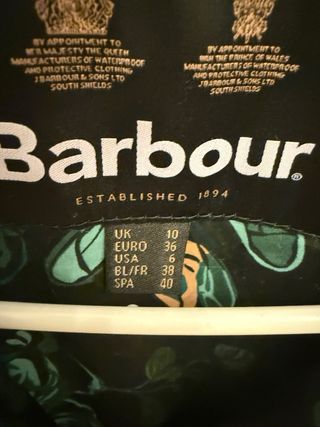 BY APPOINTMENT TO
HER MAJESTY THE QUEEN
MANUFACTURERS OF WATERPROOF
AND PROTECTIVE CLOTHING
J.BARBOUR & SONS LTD
SOUTH SHIELDS
BY APPOINTMENT TO
HRH THE PRINCE OF WALES
MANUFACTURERS OF WATERPROOF
AND PROTECTIVE CLOTHING
J.BARBOUR & SONS LTD
SOUTH SHIELDS
Barbour®
ESTABLISHED 1894
UK 10
EURO 36
USA 6
BL/FR 38
SPA 40